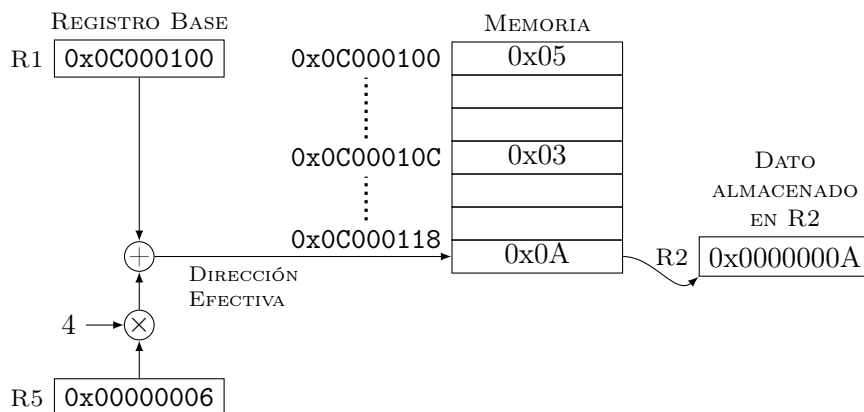 REGISTRO BASE
R1 0x0C000100
MEMORIA
0x0C000100 0x05
0x0C00010C 0x03
0x0C000118 0x0A
DATO
ALMACENADO
EN R2
R2 0x0000000A
+
DIRECCIÓN
EFECTIVA
4 ×
R5 0x00000006